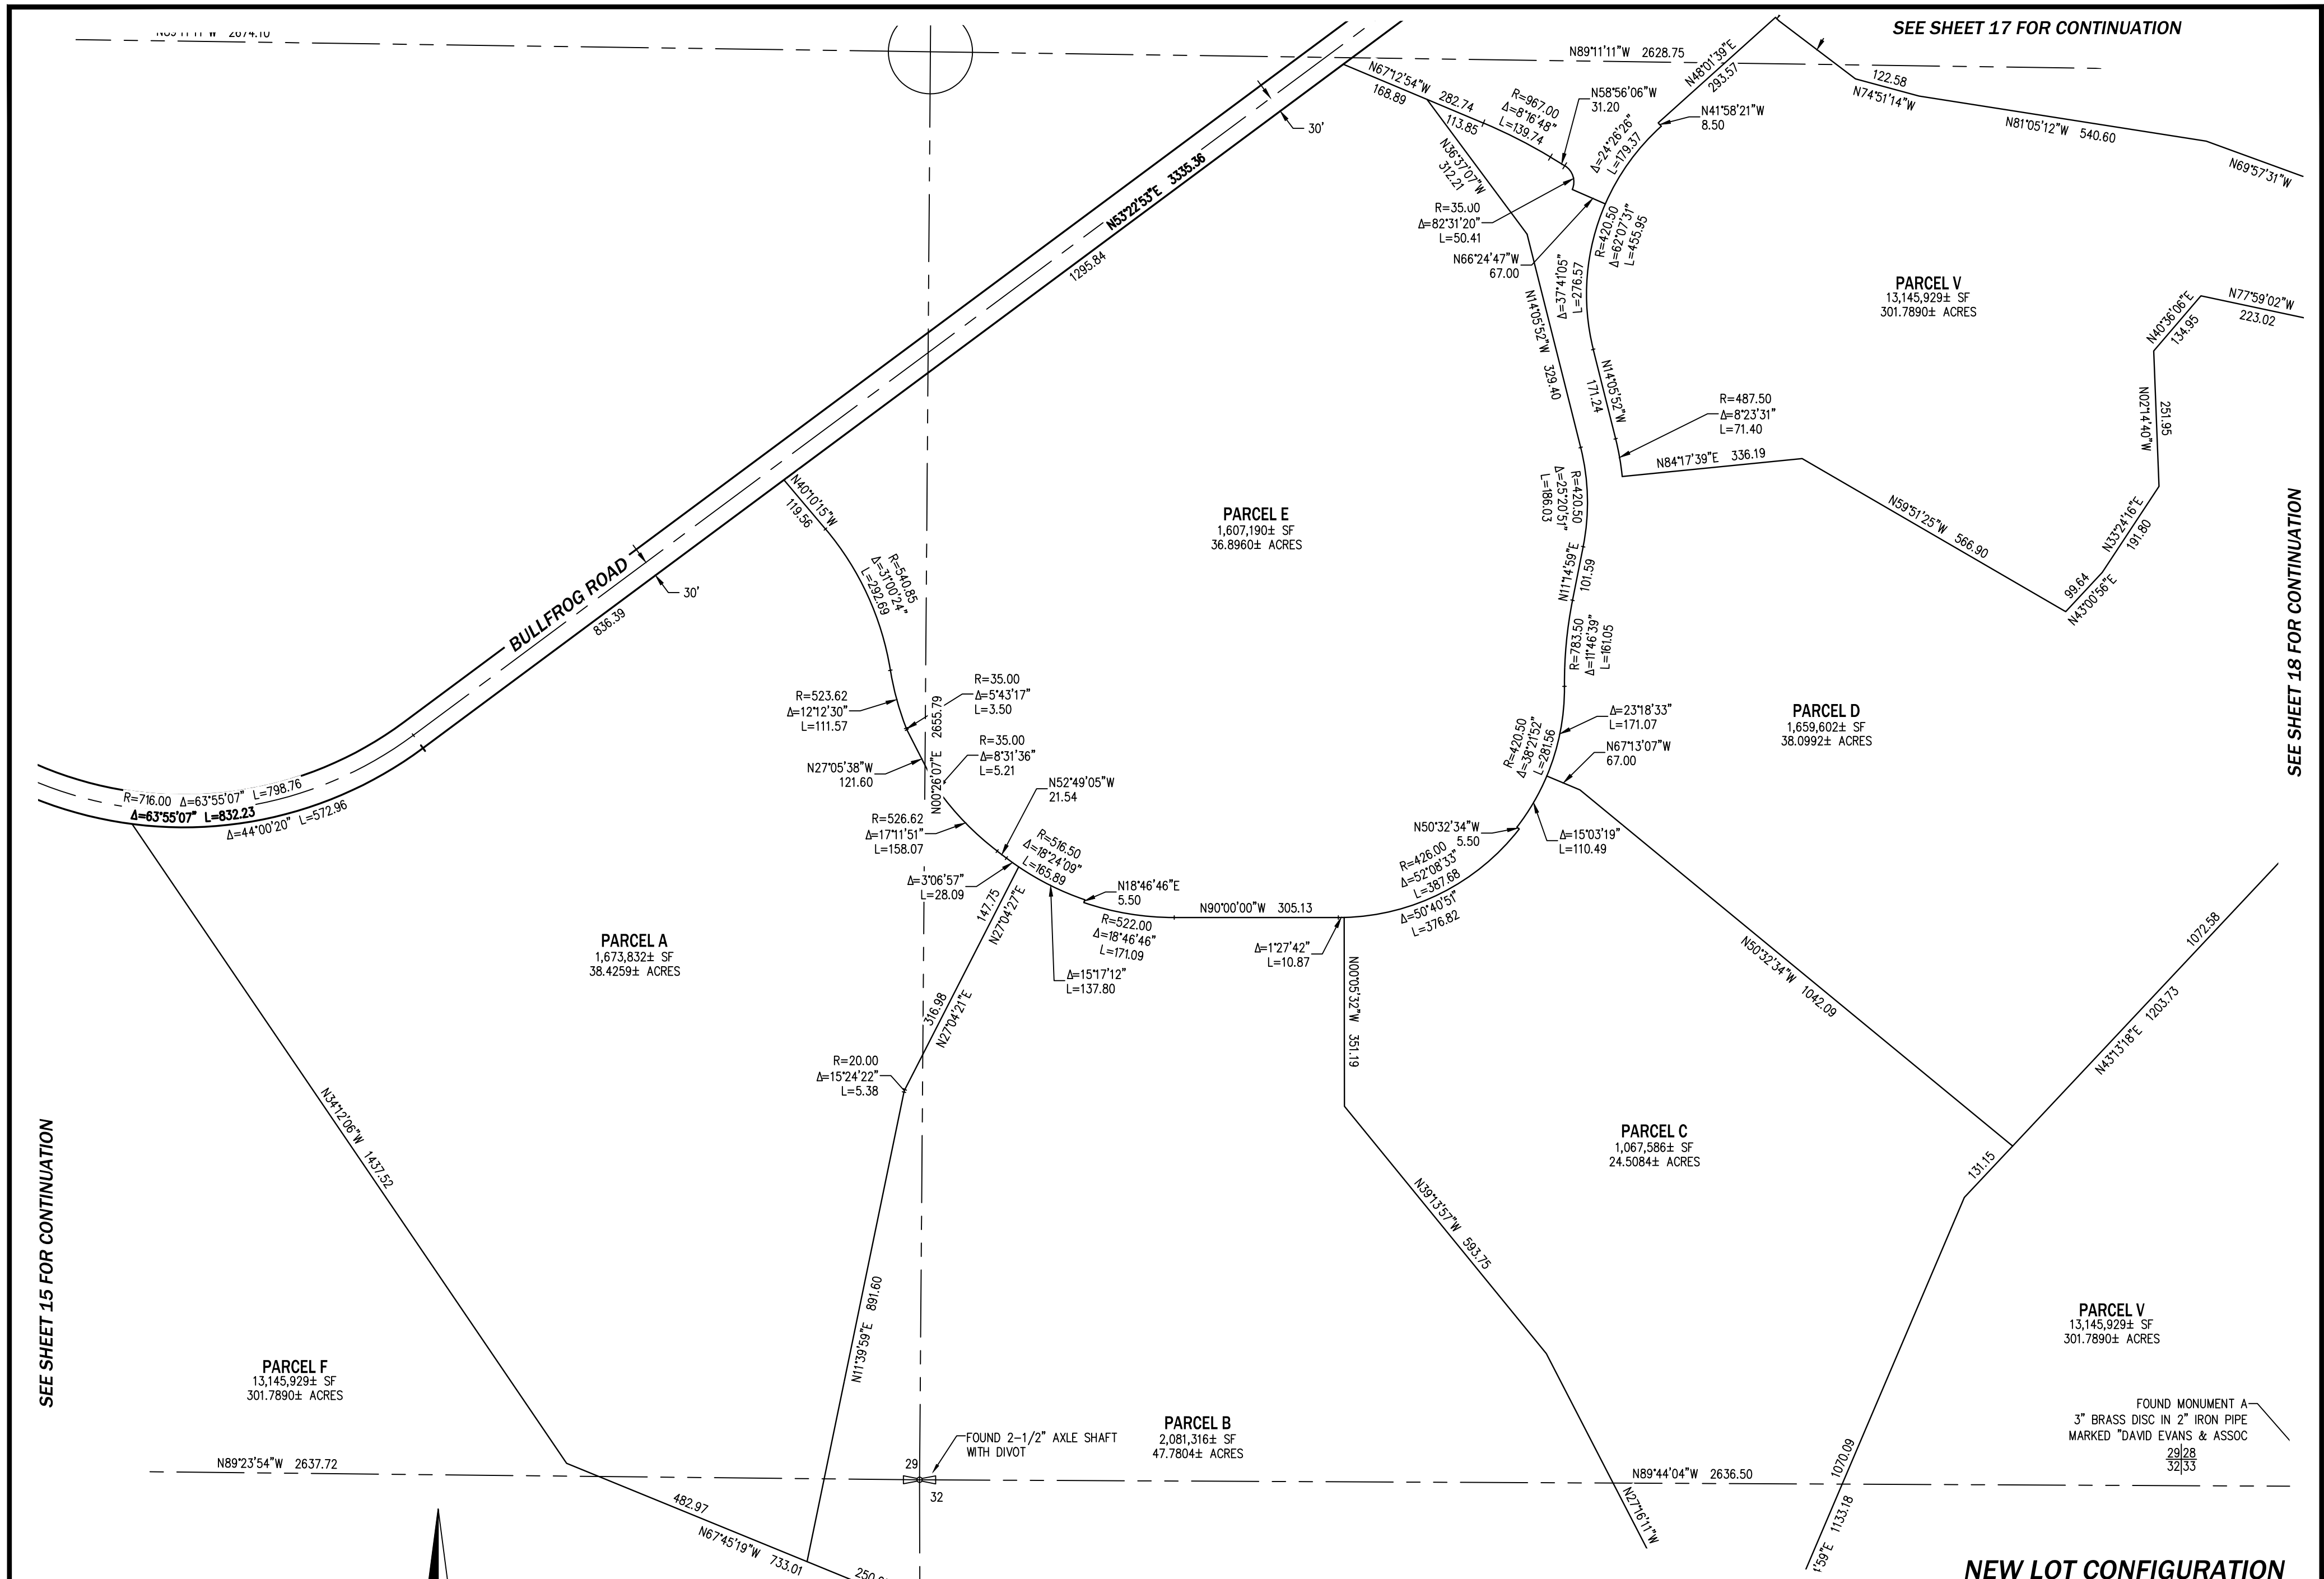 SEE SHEET 17 FOR CONTINUATION
N89°11'11"W 2674.10
N89°11'11"W 2628.75
N67°12'54"W 282.74
168.89
113.85
R=967.00
Δ=8°16'48"
L=139.74
N58°56'06"W
31.20
N48°01'39"E
293.57
N41°58'21"W
8.50
122.58
N74°51'14"W
N81°05'12"W 540.60
N69°57'31"W
30'
N53°22'53"E 3335.36
1295.84
N36°37'07"W
312.21
Δ=24°26'26"
L=179.37
R=35.00
Δ=82°31'20"
L=50.41
N66°24'47"W
67.00
R=420.50
Δ=62°07'31"
L=455.95
Δ=37°41'05"
L=276.57
N14°05'52"W 329.40
N14°05'52"W
171.24
PARCEL V
13,145,929± SF
301.7890± ACRES
N40°36'06"E
134.95
N77°59'02"W
223.02
N02°14'40"W
251.95
R=487.50
Δ=8°23'31"
L=71.40
N84°17'39"E 336.19
N59°51'25"W 566.90
N33°24'16"E
191.80
99.64
N43°00'56"E
SEE SHEET 18 FOR CONTINUATION
R=420.50
Δ=25°20'51"
L=186.03
N11°14'59"E
101.59
R=783.50
Δ=11°46'39"
L=161.05
PARCEL E
1,607,190± SF
36.8960± ACRES
N40°10'15"W
119.56
R=540.85
Δ=31°00'24"
L=292.69
BULLFROG ROAD
30'
836.39
R=523.62
Δ=12°12'30"
L=111.57
R=35.00
Δ=5°43'17"
L=3.50
N00°26'07"E 2655.79
R=35.00
Δ=8°31'36"
L=5.21
N27°05'38"W
121.60
N52°49'05"W
21.54
R=526.62
Δ=17°11'51"
L=158.07
R=516.50
Δ=18°24'09"
L=165.89
Δ=3°06'57"
L=28.09
N18°46'46"E
5.50
R=522.00
Δ=18°46'46"
L=171.09
Δ=15°17'12"
L=137.80
N90°00'00"W 305.13
Δ=1°27'42"
L=10.87
R=426.00
Δ=52°08'33"
L=387.68
Δ=50°40'51"
L=376.82
N50°32'34"W
5.50
Δ=15°03'19"
L=110.49
R=420.50
Δ=38°21'52"
L=281.56
Δ=23°18'33"
L=171.07
N67°13'07"W
67.00
PARCEL D
1,659,602± SF
38.0992± ACRES
R=716.00 Δ=63°55'07" L=798.76
Δ=63°55'07" L=832.23
Δ=44°00'20" L=572.96
147.75
N27°04'27"E
316.98
N27°04'21"E
R=20.00
Δ=15°24'22"
L=5.38
PARCEL A
1,673,832± SF
38.4259± ACRES
N34°12'06"W 1437.52
N00°05'32"W 351.19
N50°32'34"W 1042.09
1072.58
N43°13'18"E 1203.73
131.15
PARCEL C
1,067,586± SF
24.5084± ACRES
N39°13'57"W 593.75
SEE SHEET 15 FOR CONTINUATION
N11°39'59"E 891.60
PARCEL F
13,145,929± SF
301.7890± ACRES
PARCEL V
13,145,929± SF
301.7890± ACRES
PARCEL B
2,081,316± SF
47.7804± ACRES
FOUND 2-1/2" AXLE SHAFT
WITH DIVOT
29
32
FOUND MONUMENT A
3" BRASS DISC IN 2" IRON PIPE
MARKED "DAVID EVANS & ASSOC
29|28
32|33
N89°23'54"W 2637.72
N89°44'04"W 2636.50
482.97
N67°45'19"W 733.01
N27°16'11"W
1070.09
1133.18
NEW LOT CONFIGURATION